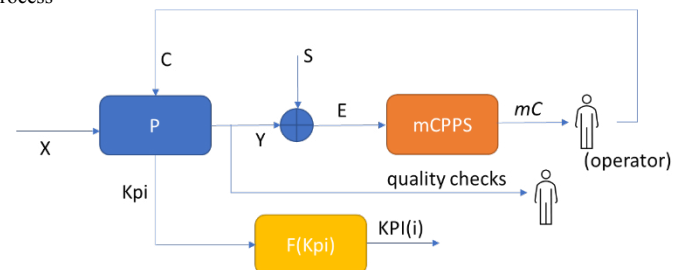 rocess
C
S
P
E
mCPPS
mC
X
Y
(operator)
quality checks
Kpi
F(Kpi)
KPI(i)